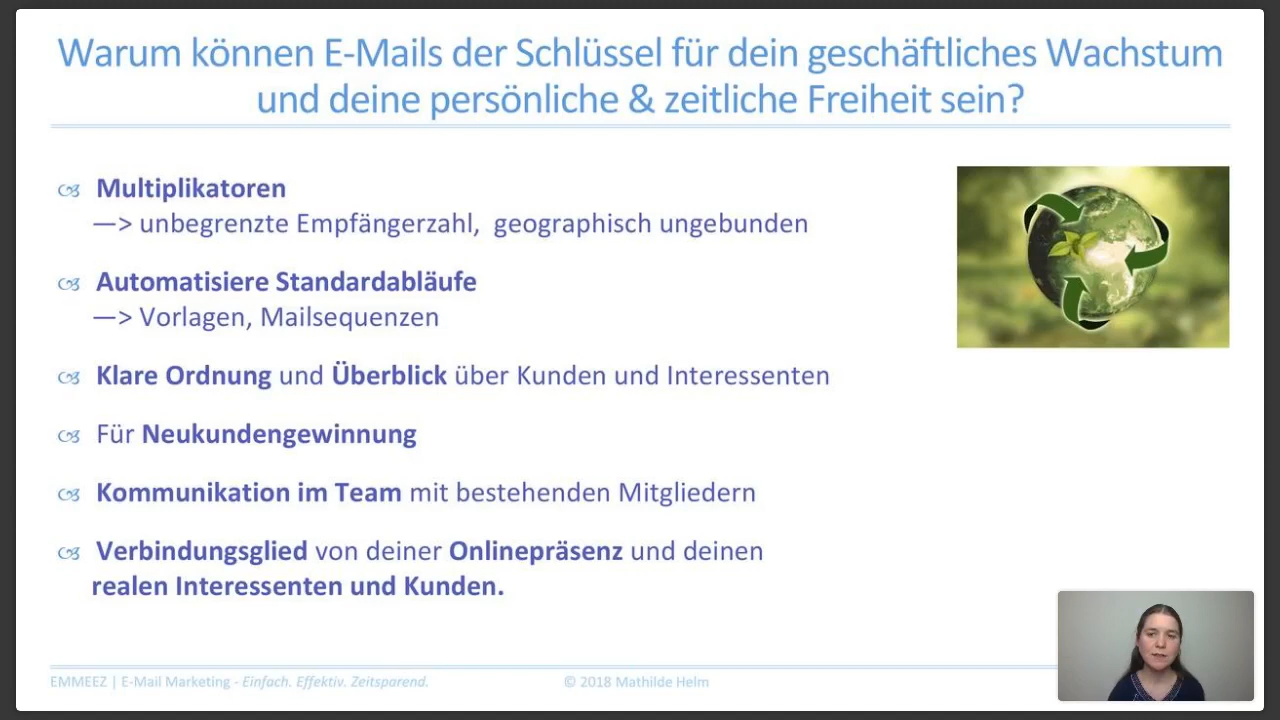 Warum können E-Mails der Schlüssel für dein geschäftliches Wachstum
und deine persönliche & zeitliche Freiheit sein?
Multiplikatoren
—> unbegrenzte Empfängerzahl, geographisch ungebunden
Automatisiere Standardabläufe
—> Vorlagen, Mailsequenzen
Klare Ordnung und Überblick über Kunden und Interessenten
Für Neukundengewinnung
Kommunikation im Team mit bestehenden Mitgliedern
Verbindungsglied von deiner Onlinepräsenz und deinen
realen Interessenten und Kunden.
EMMEEZ | E-Mail Marketing - Einfach. Effektiv. Zeitsparend. © 2018 Mathilde Helm